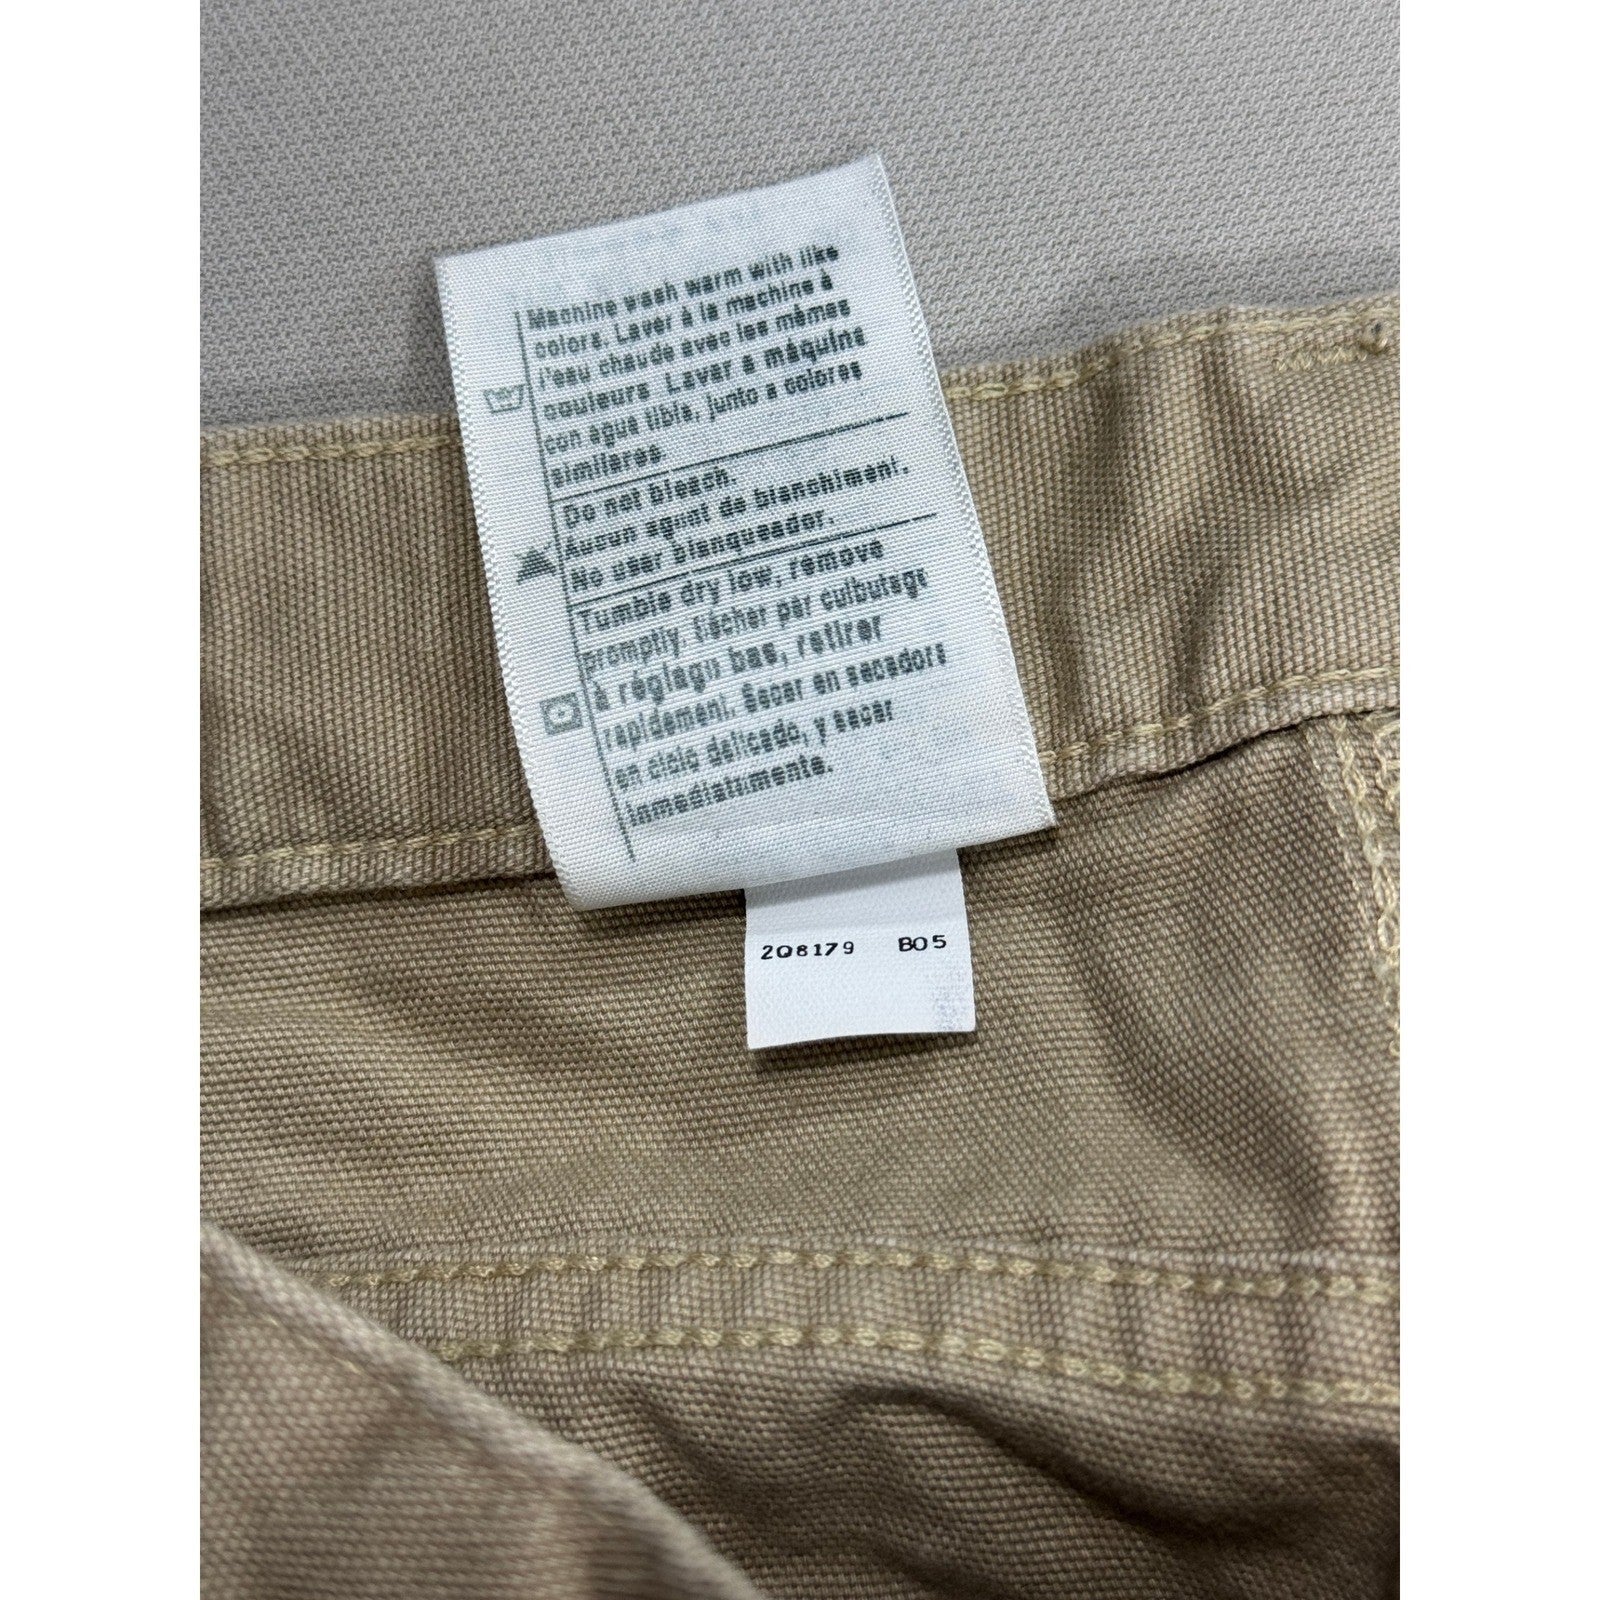 Machine wash warm with like
colors. Laver à la machine à
l'eau chaude avec les mêmes
couleurs. Lavar a máquina
con agua tibia, junto a colores
similares.
Do not bleach.
Aucun agent de blanchiment.
No usar blanqueador.
Tumble dry low, remove
promptly. Sécher par culbutage
à réglage bas, retirer
rapidement. Secar en secadora
en ciclo delicado, y sacar
inmediatamente.
2Q8179 B05